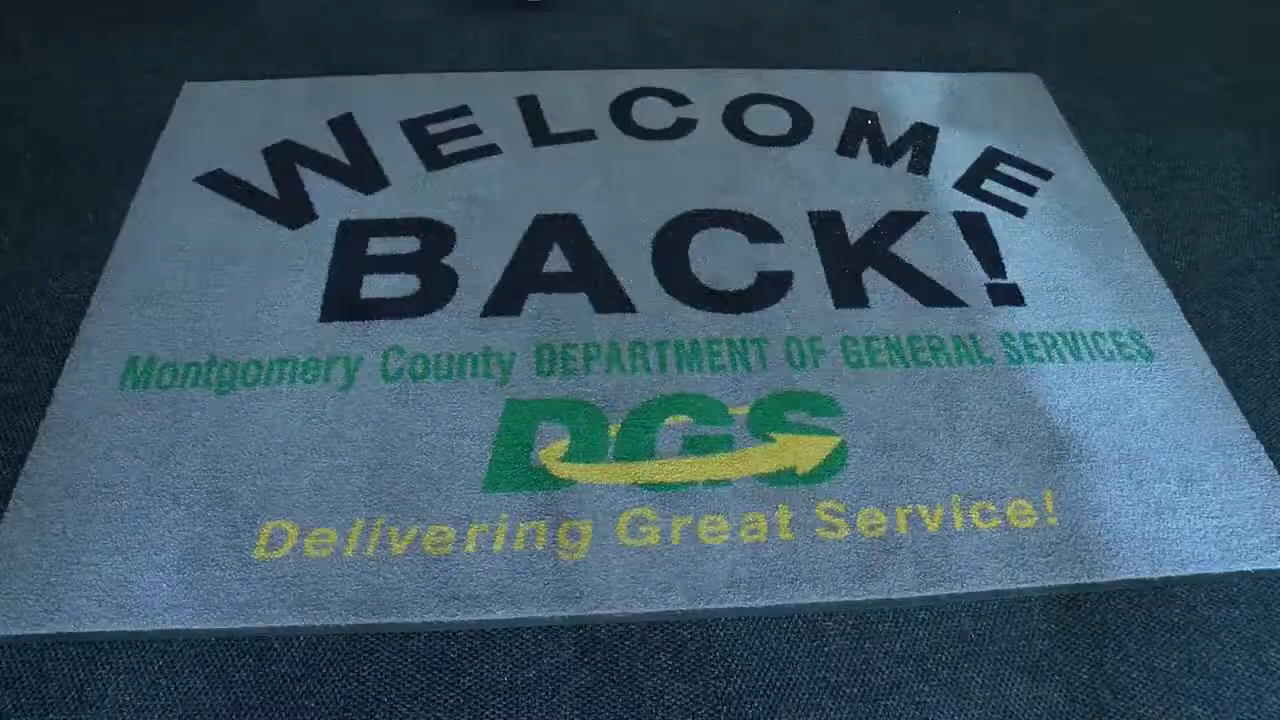 WELCOME
BACK!
Montgomery County DEPARTMENT OF GENERAL SERVICES
DGS
Delivering Great Service!